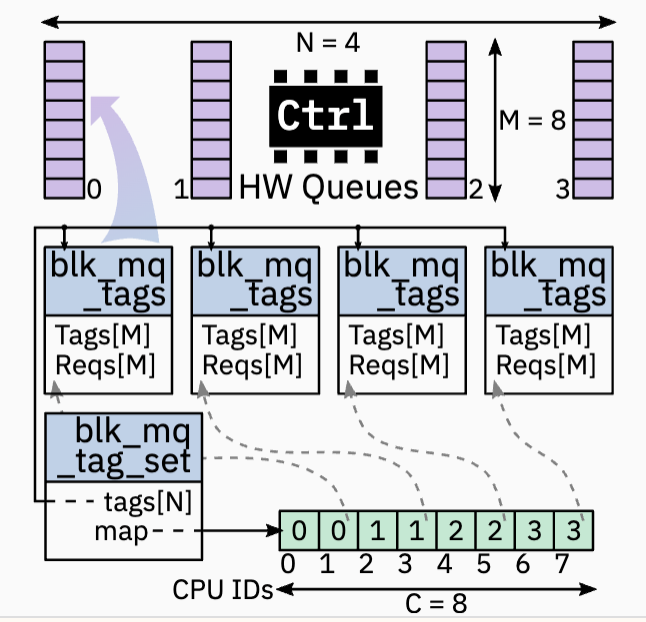 N = 4
Ctrl
M = 8
0
1
HW Queues
2
3
blk_mq
_tags
Tags[M]
Reqs[M]
blk_mq
_tags
Tags[M]
Reqs[M]
blk_mq
_tags
Tags[M]
Reqs[M]
blk_mq
_tags
Tags[M]
Reqs[M]
blk_mq
_tag_set
tags[N]
map
0 0 1 1 2 2 3 3
0 1 2 3 4 5 6 7
CPU IDs
C = 8